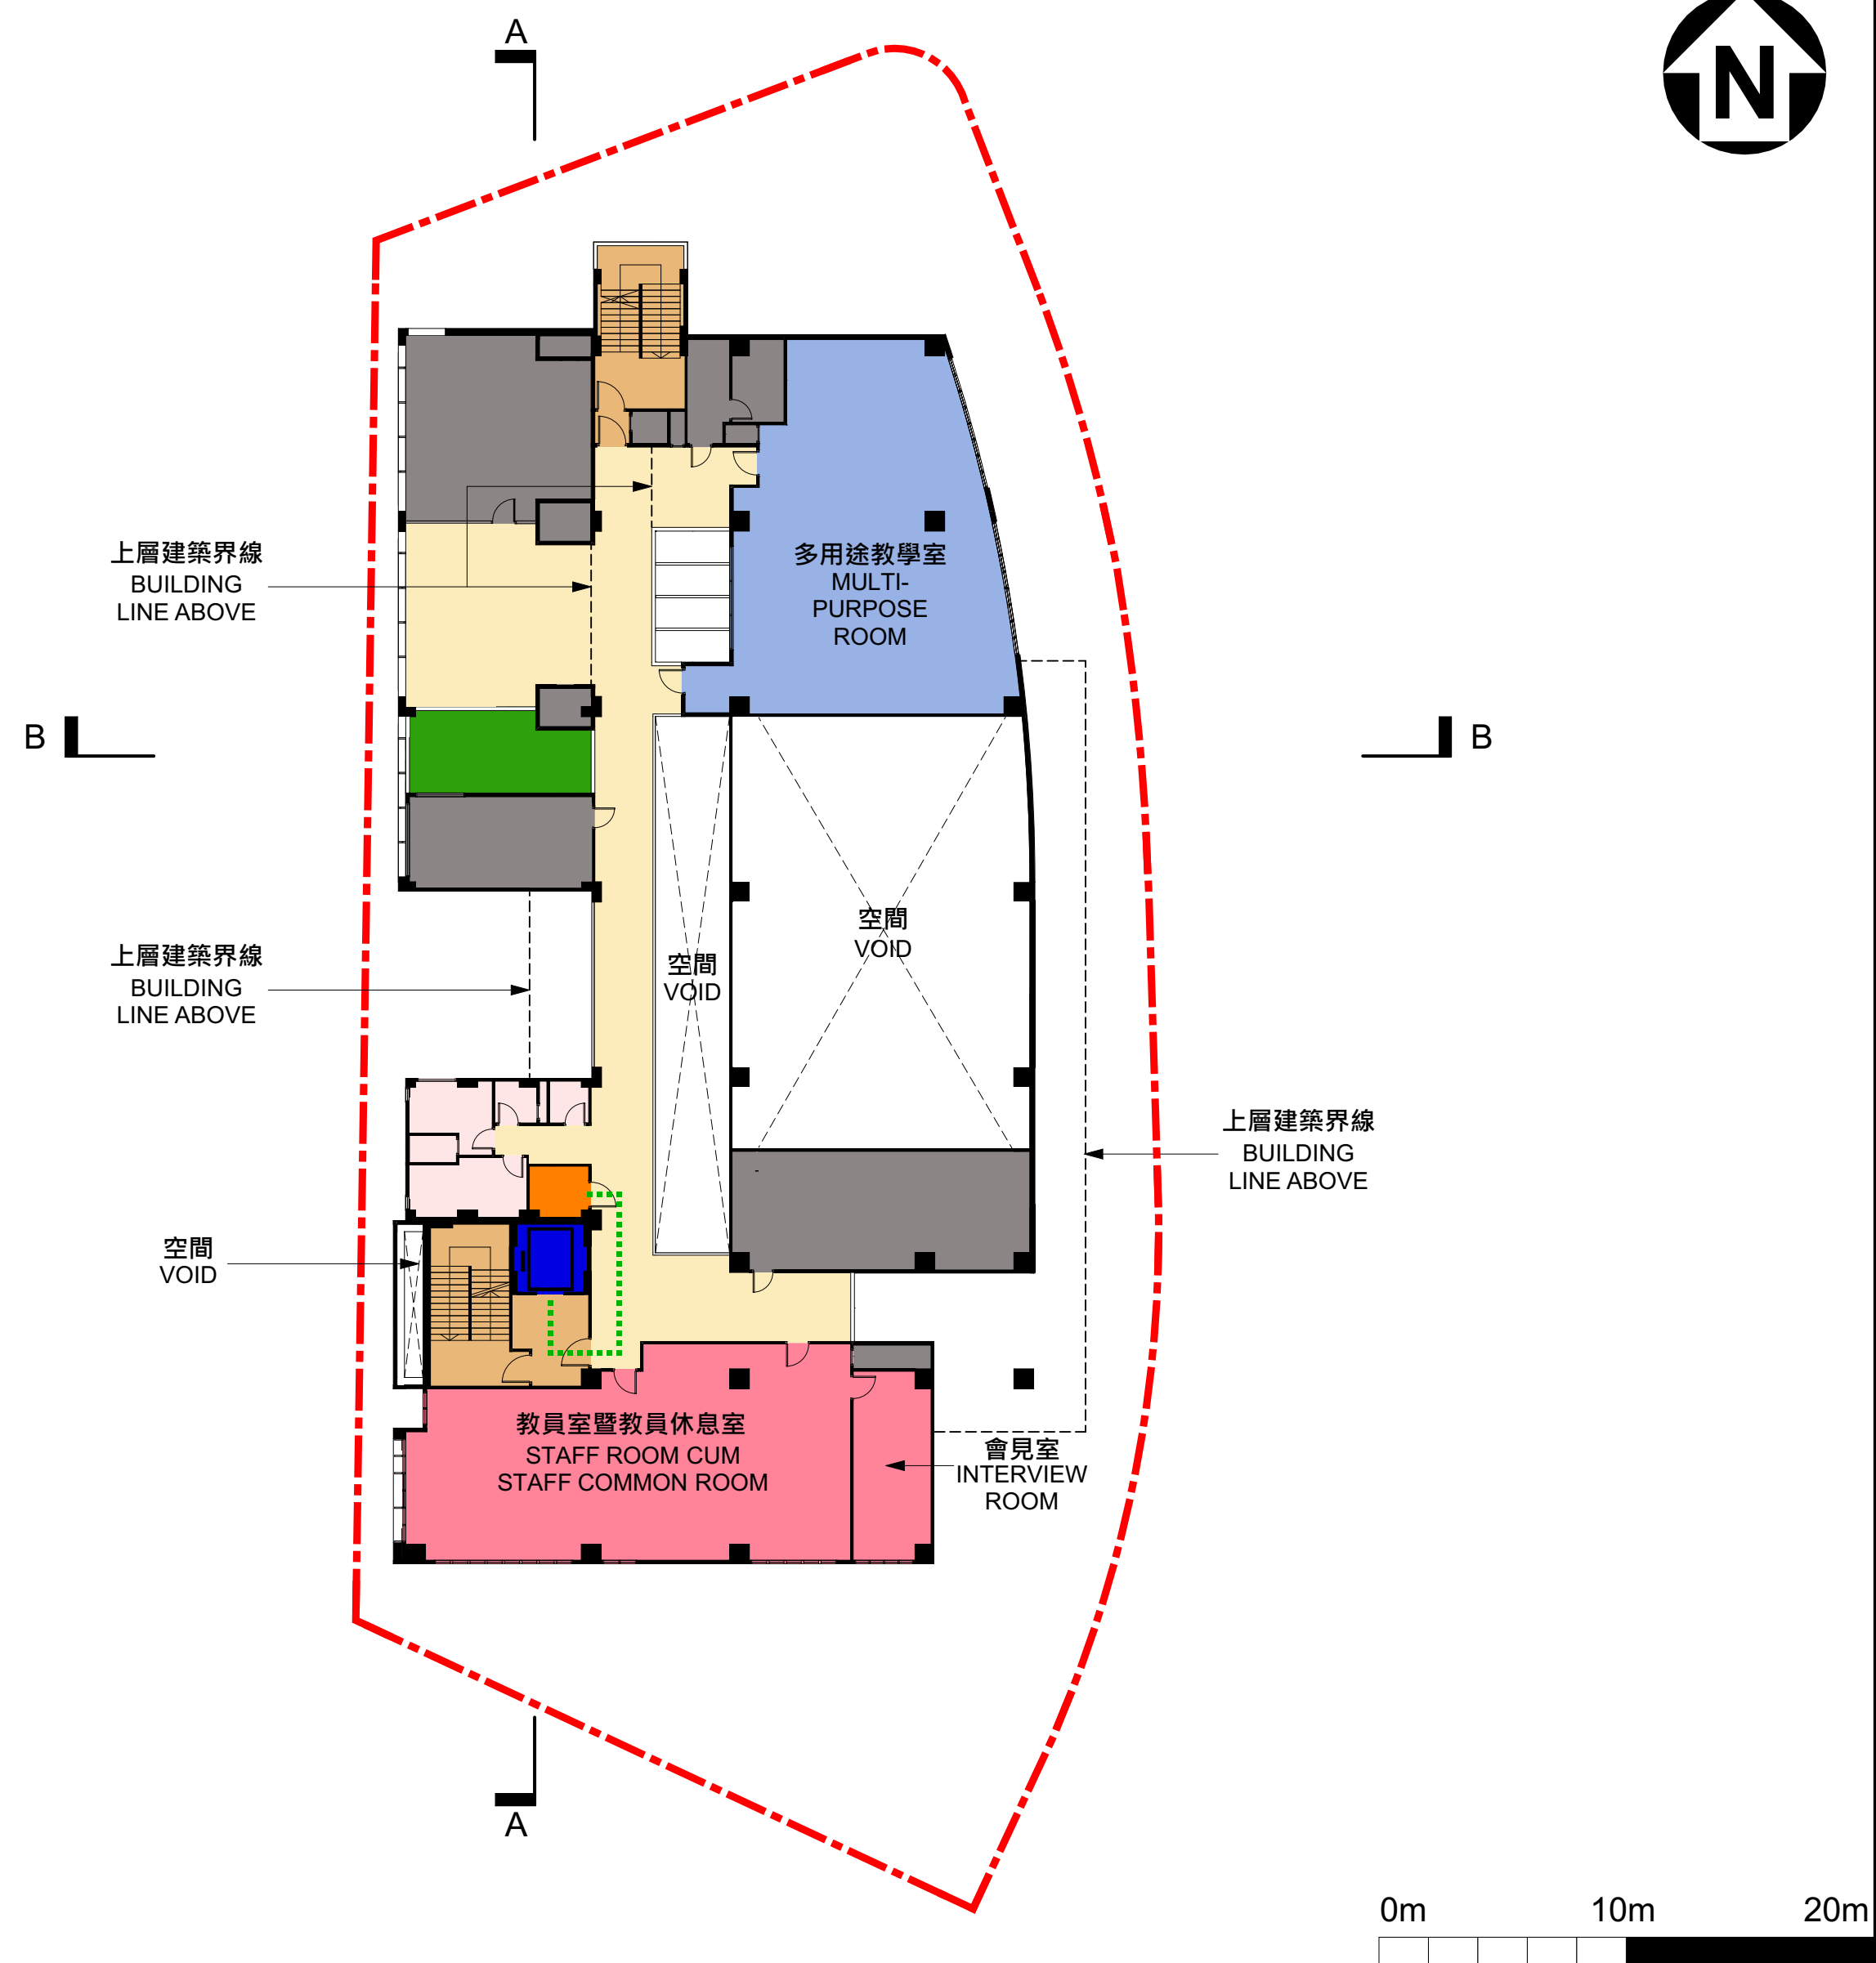 A
N
上層建築界線
BUILDING
LINE ABOVE
多用途教學室
MULTI-
PURPOSE
ROOM
B
B
上層建築界線
BUILDING
LINE ABOVE
空間
VOID
空間
VOID
上層建築界線
BUILDING
LINE ABOVE
空間
VOID
教員室暨教員休息室
STAFF ROOM CUM
STAFF COMMON ROOM
會見室
INTERVIEW
ROOM
A
0m 10m 20m